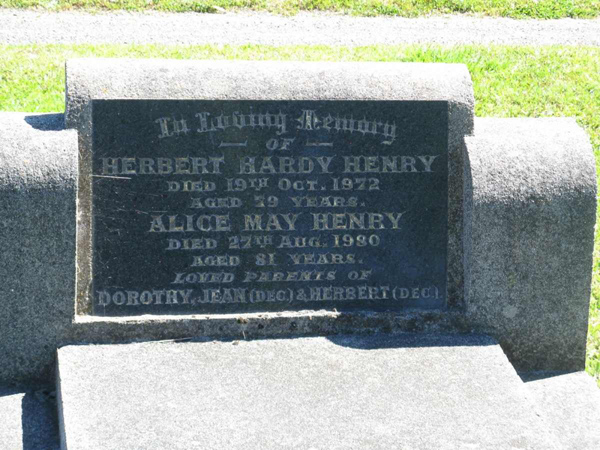 In Loving Memory
OF
HERBERT HARDY HENRY
DIED 19TH OCT. 1972
AGED 79 YEARS.
ALICE MAY HENRY
DIED 27TH AUG. 1980
AGED 81 YEARS.
LOVED PARENTS OF
DOROTHY, JEAN (DEC) & HERBERT (DEC)